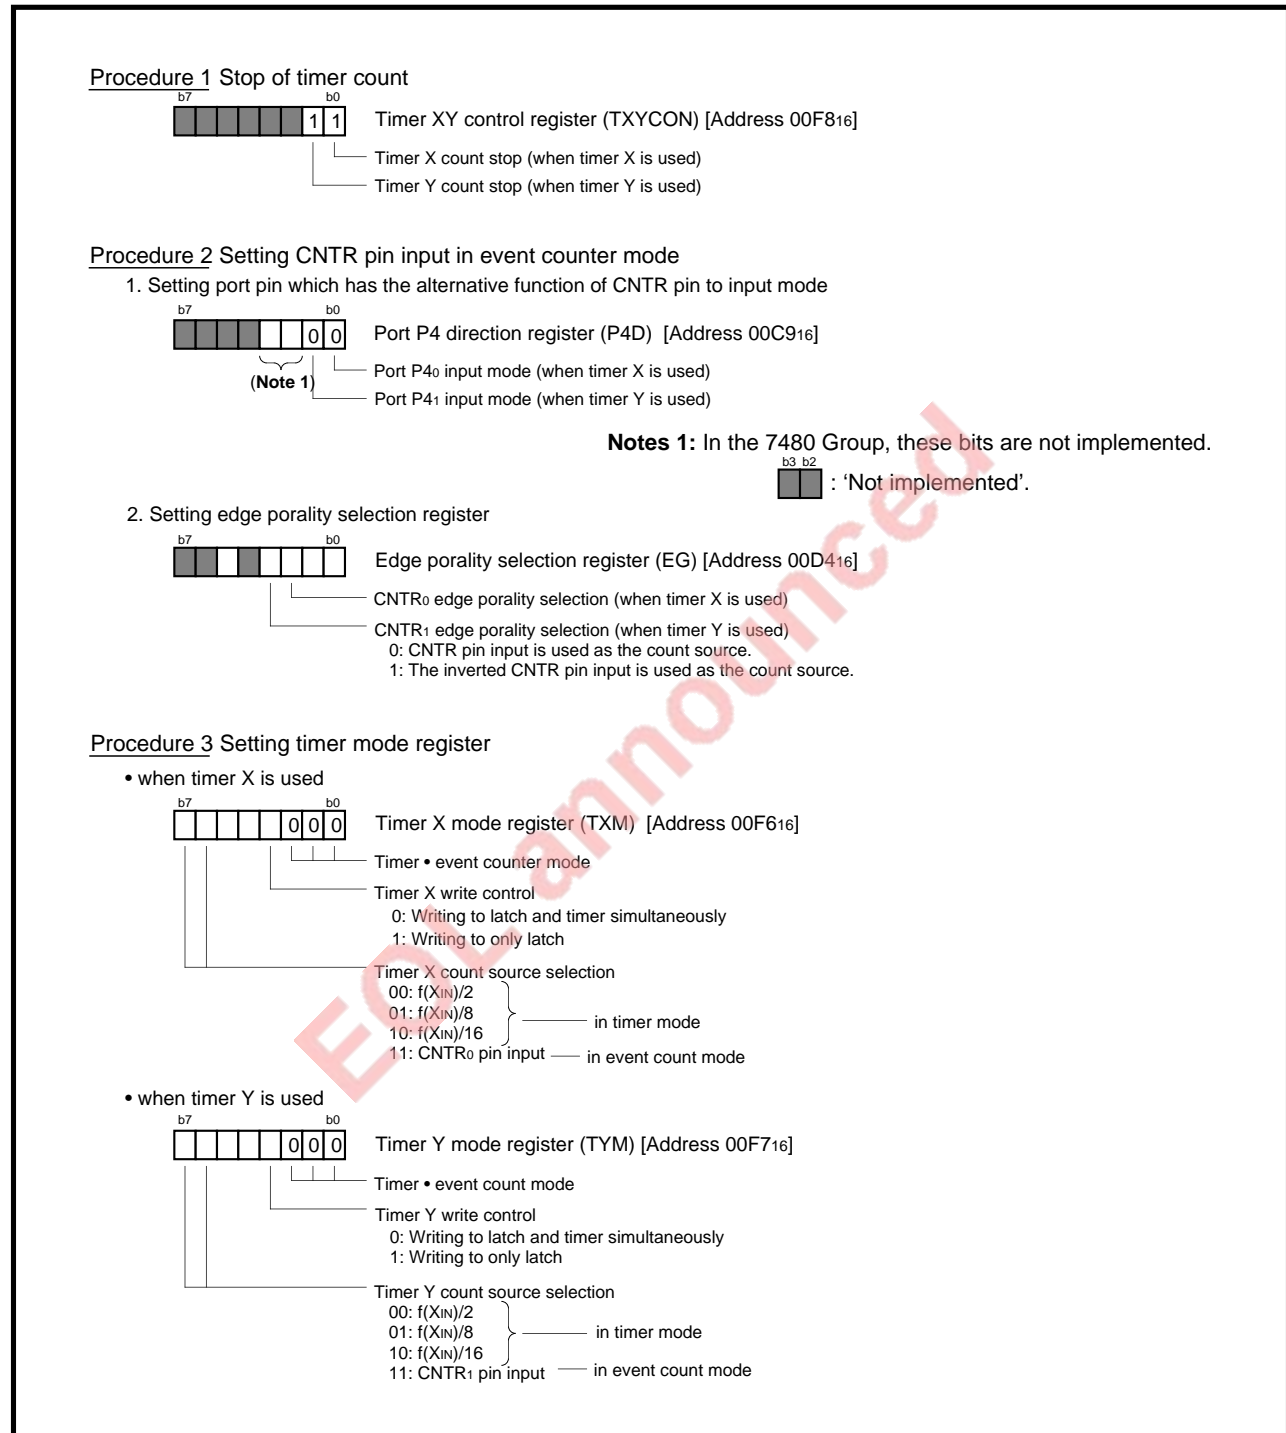 Procedure 1 Stop of timer count
b7 b0
1 1 Timer XY control register (TXYCON) [Address 00F816]
Timer X count stop (when timer X is used)
Timer Y count stop (when timer Y is used)
Procedure 2 Setting CNTR pin input in event counter mode
1. Setting port pin which has the alternative function of CNTR pin to input mode
b7 b0
0 0 Port P4 direction register (P4D) [Address 00C916]
(Note 1)
Port P40 input mode (when timer X is used)
Port P41 input mode (when timer Y is used)
Notes 1: In the 7480 Group, these bits are not implemented.
b3 b2
: ‘Not implemented’.
2. Setting edge porality selection register
b7 b0
Edge porality selection register (EG) [Address 00D416]
CNTR0 edge porality selection (when timer X is used)
CNTR1 edge porality selection (when timer Y is used)
0: CNTR pin input is used as the count source.
1: The inverted CNTR pin input is used as the count source.
Procedure 3 Setting timer mode register
• when timer X is used
b7 b0
0 0 0 Timer X mode register (TXM) [Address 00F616]
Timer • event counter mode
Timer X write control
0: Writing to latch and timer simultaneously
1: Writing to only latch
Timer X count source selection
00: f(XIN)/2
01: f(XIN)/8
10: f(XIN)/16
in timer mode
11: CNTR0 pin input in event count mode
• when timer Y is used
b7 b0
0 0 0 Timer Y mode register (TYM) [Address 00F716]
Timer • event count mode
Timer Y write control
0: Writing to latch and timer simultaneously
1: Writing to only latch
Timer Y count source selection
00: f(XIN)/2
01: f(XIN)/8 in timer mode
10: f(XIN)/16
11: CNTR1 pin input in event count mode
EOL announced